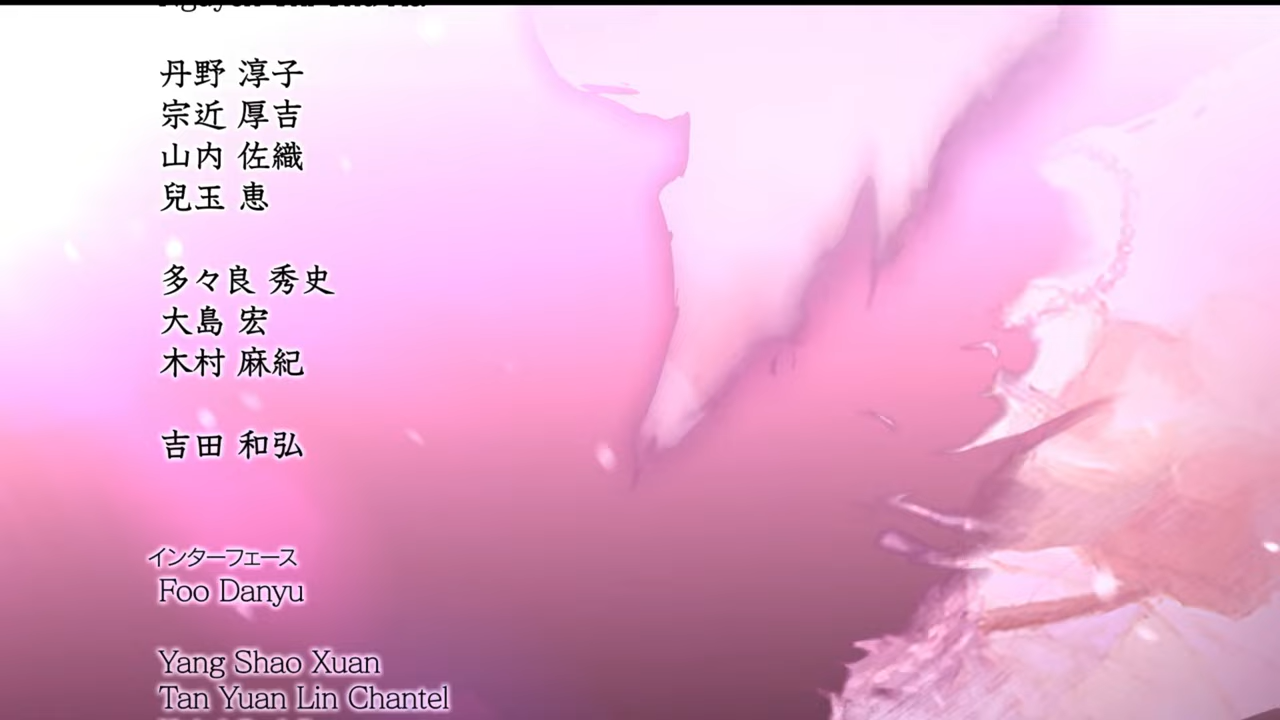 丹野 淳子
宗近 厚吉
山内 佐織
兒玉 恵
多々良 秀史
大島 宏
木村 麻紀
吉田 和弘
インターフェース
Foo Danyu
Yang Shao Xuan
Tan Yuan Lin Chantel